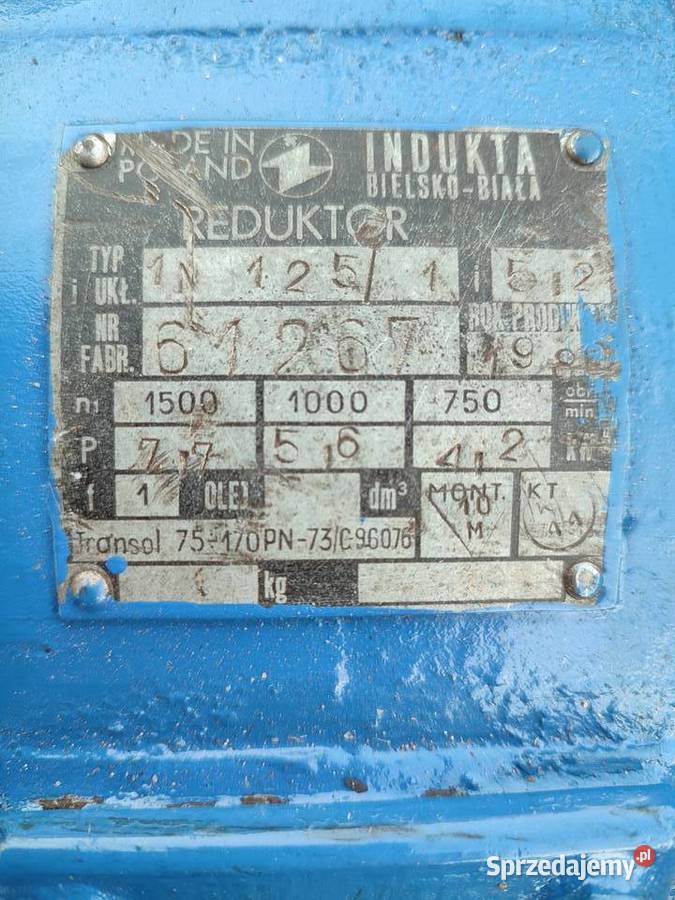 MADE IN INDUKTA
POLAND BIELSKO-BIAŁA
REDUKTOR
TYP
i / UKŁ. 1N 125/1 i 5,2
NR ROK PRODUK
FABR. 61267
n1 1500 1000 750 obr/min
P 7,7 5,6 4,2
f 1 OLEJ dm³ MONT. KT
10
M
Transol 75-170 PN-73/C96076
kg
Sprzedajemy.pl